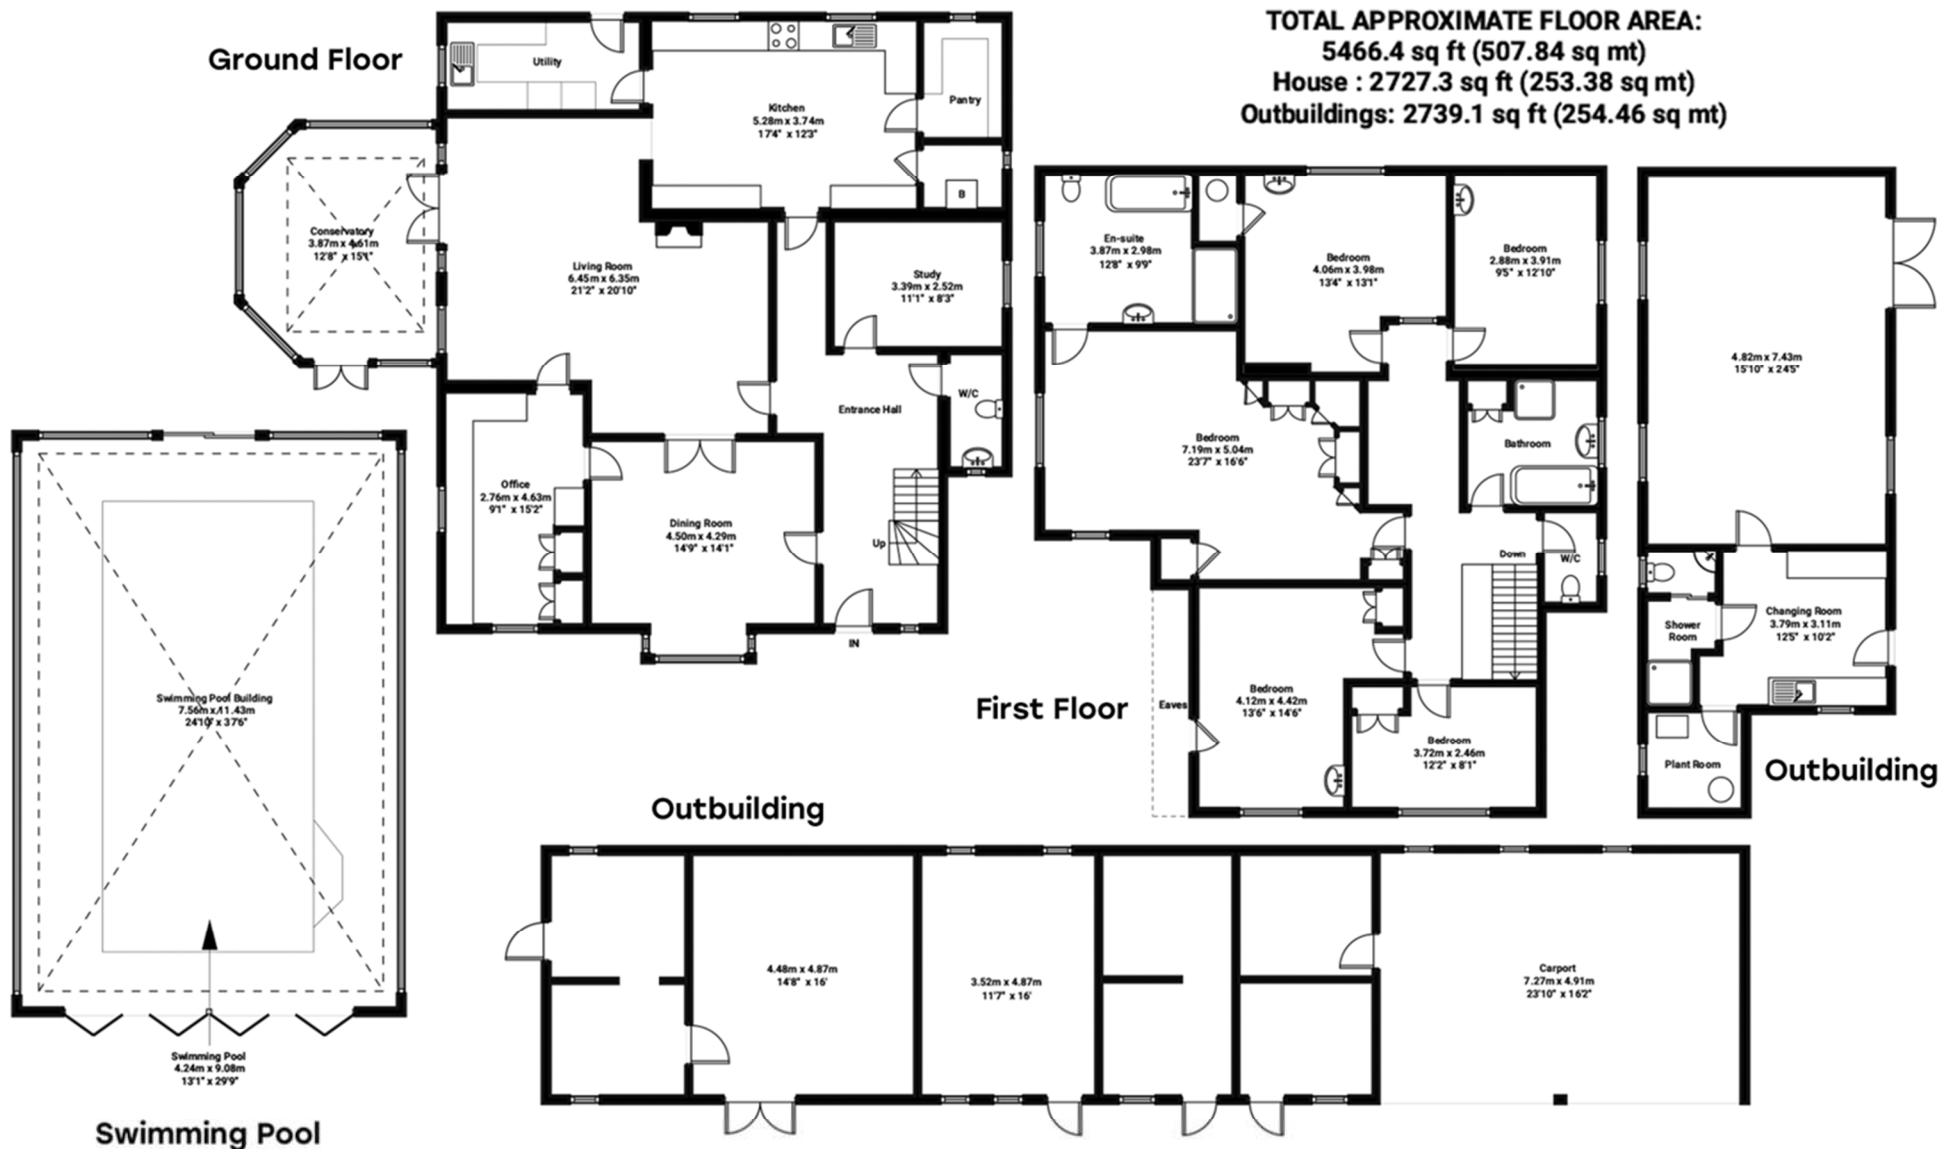 TOTAL APPROXIMATE FLOOR AREA:
5466.4 sq ft (507.84 sq mt)
House : 2727.3 sq ft (253.38 sq mt)
Outbuildings: 2739.1 sq ft (254.46 sq mt)
Ground Floor
Utility
Kitchen
5.28m x 3.74m
17'4" x 12'3"
Pantry
B
Conservatory
3.87m x 4.61m
12'8" x 15'1"
Living Room
6.45m x 6.35m
21'2" x 20'10"
Study
3.39m x 2.52m
11'1" x 8'3"
Entrance Hall
W/C
Office
2.76m x 4.63m
9'1" x 15'2"
Dining Room
4.50m x 4.29m
14'9" x 14'1"
Up
IN
En-suite
3.87m x 2.98m
12'8" x 9'9"
Bedroom
4.06m x 3.98m
13'4" x 13'1"
Bedroom
2.88m x 3.91m
9'5" x 12'10"
Bedroom
7.19m x 5.04m
23'7" x 16'6"
Bathroom
Down
W/C
Eaves
Bedroom
4.12m x 4.42m
13'6" x 14'6"
Bedroom
3.72m x 2.46m
12'2" x 8'1"
First Floor
4.82m x 7.43m
15'10" x 24'5"
Changing Room
3.79m x 3.11m
12'5" x 10'2"
Shower
Room
Plant Room
Outbuilding
Swimming Pool Building
7.56m x 11.43m
24'10" x 37'6"
Swimming Pool
4.24m x 9.08m
13'1" x 29'9"
Swimming Pool
Outbuilding
4.48m x 4.87m
14'8" x 16'
3.52m x 4.87m
11'7" x 16'
Carport
7.27m x 4.91m
23'10" x 16'2"